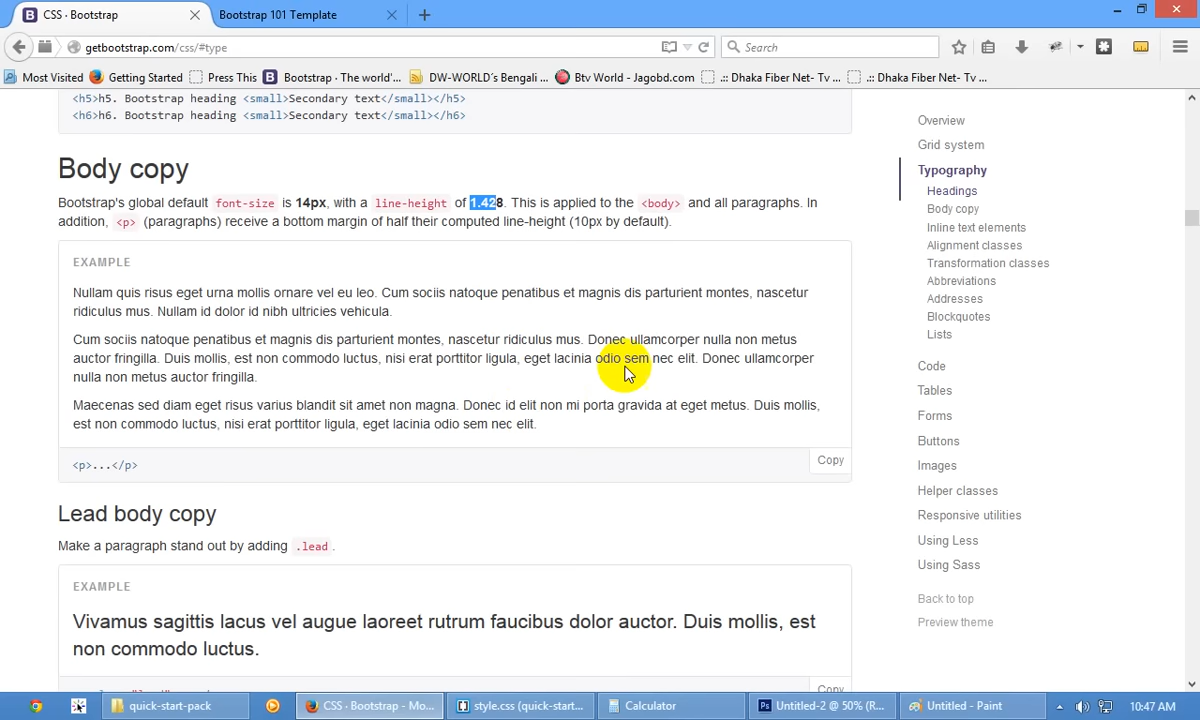 CSS · Bootstrap
Bootstrap 101 Template
getbootstrap.com/css/#type
Search
Most Visited
Getting Started
Press This
Bootstrap · The world'...
DW-WORLD´s Bengali ...
Btv World - Jagobd.com
.:: Dhaka Fiber Net- Tv ...
.:: Dhaka Fiber Net- Tv ...
<h5>h5. Bootstrap heading <small>Secondary text</small></h5>
<h6>h6. Bootstrap heading <small>Secondary text</small></h6>
Body copy
Bootstrap's global default font-size is 14px, with a line-height of 1.428. This is applied to the <body> and all paragraphs. In
addition, <p> (paragraphs) receive a bottom margin of half their computed line-height (10px by default).
EXAMPLE
Nullam quis risus eget urna mollis ornare vel eu leo. Cum sociis natoque penatibus et magnis dis parturient montes, nascetur
ridiculus mus. Nullam id dolor id nibh ultricies vehicula.
Cum sociis natoque penatibus et magnis dis parturient montes, nascetur ridiculus mus. Donec ullamcorper nulla non metus
auctor fringilla. Duis mollis, est non commodo luctus, nisi erat porttitor ligula, eget lacinia odio sem nec elit. Donec ullamcorper
nulla non metus auctor fringilla.
Maecenas sed diam eget risus varius blandit sit amet non magna. Donec id elit non mi porta gravida at eget metus. Duis mollis,
est non commodo luctus, nisi erat porttitor ligula, eget lacinia odio sem nec elit.
<p>...</p>
Copy
Lead body copy
Make a paragraph stand out by adding .lead.
EXAMPLE
Vivamus sagittis lacus vel augue laoreet rutrum faucibus dolor auctor. Duis mollis, est
non commodo luctus.
Copy
Overview
Grid system
Typography
Headings
Body copy
Inline text elements
Alignment classes
Transformation classes
Abbreviations
Addresses
Blockquotes
Lists
Code
Tables
Forms
Buttons
Images
Helper classes
Responsive utilities
Using Less
Using Sass
Back to top
Preview theme
quick-start-pack
CSS · Bootstrap - Mo...
style.css (quick-start...
Calculator
Untitled-2 @ 50% (R...
Untitled - Paint
10:47 AM